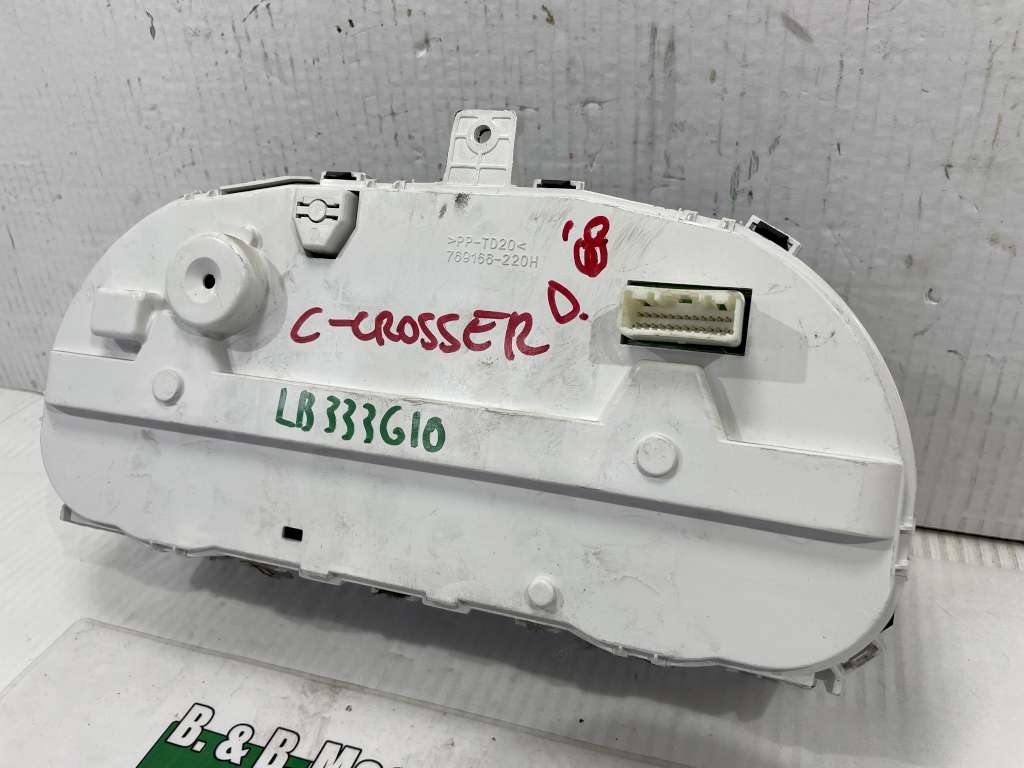 >PP-TD20<
769166-220H
'08
D.
C-CROSSER
LB333G10
B. & B.